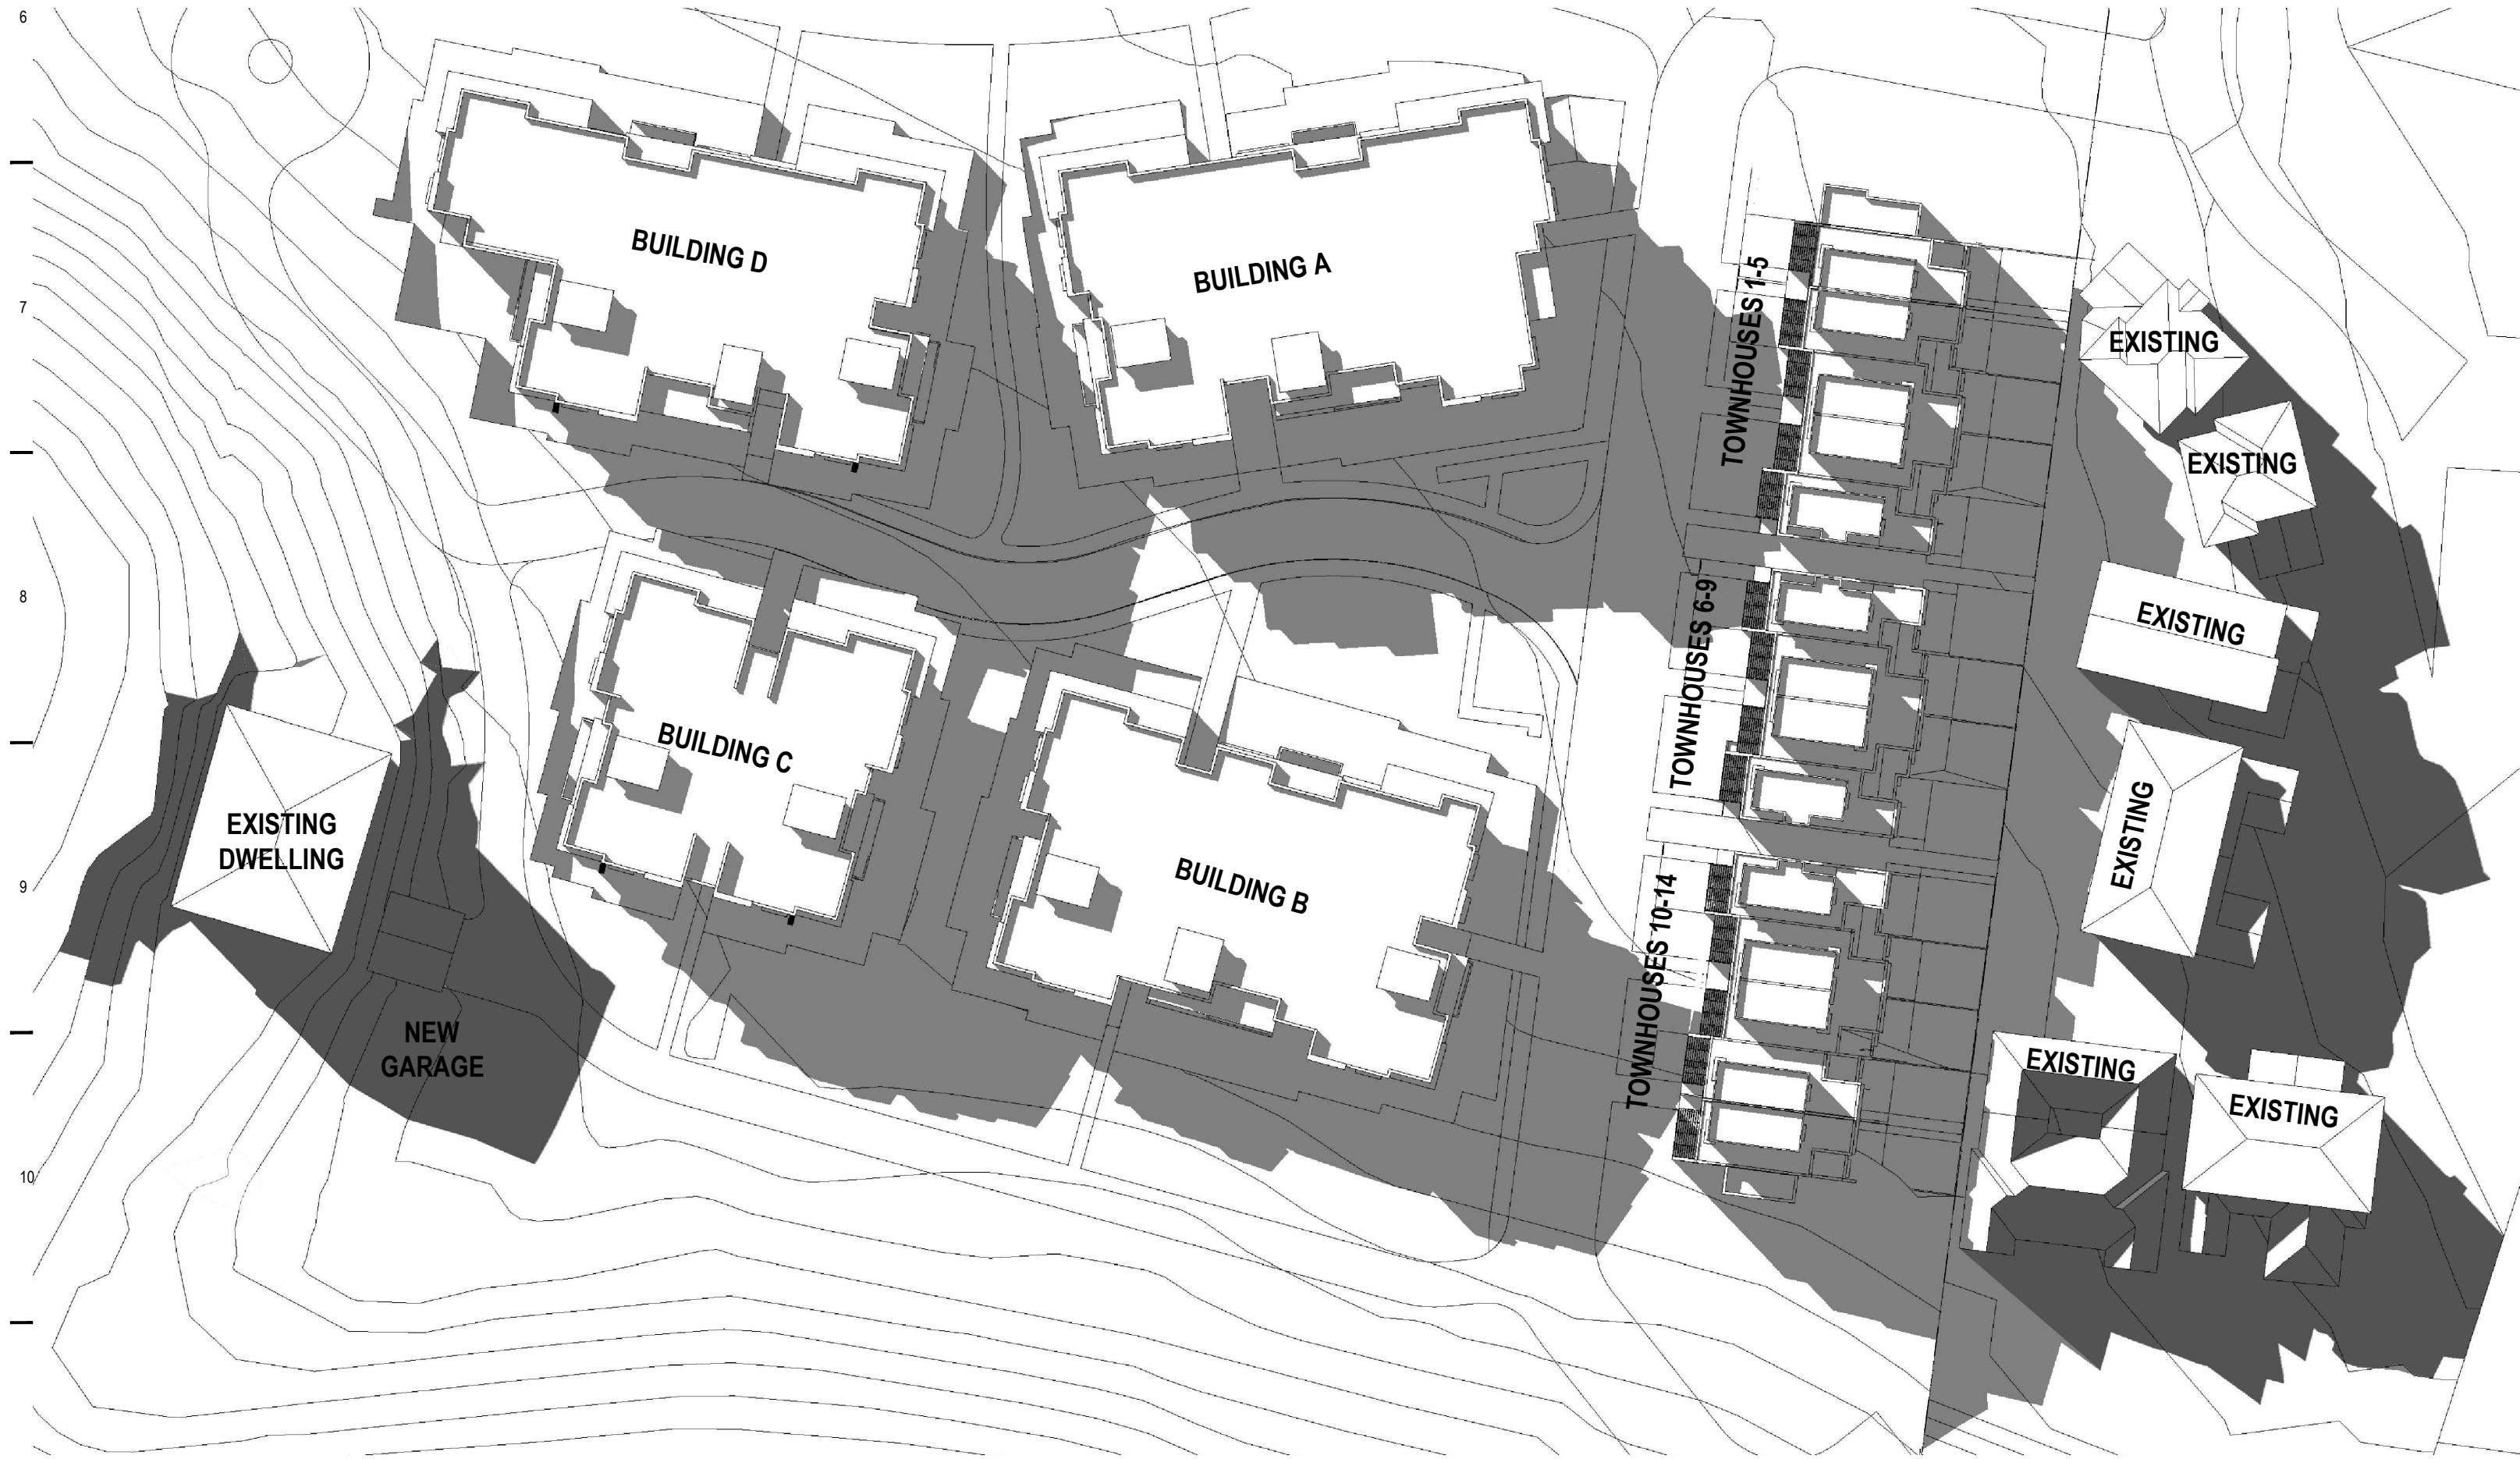 6
7
8
9
10
BUILDING D
BUILDING A
TOWNHOUSES 1-5
EXISTING
EXISTING
TOWNHOUSES 6-9
EXISTING
BUILDING C
EXISTING
DWELLING
BUILDING B
EXISTING
TOWNHOUSES 10-14
NEW
GARAGE
EXISTING
EXISTING